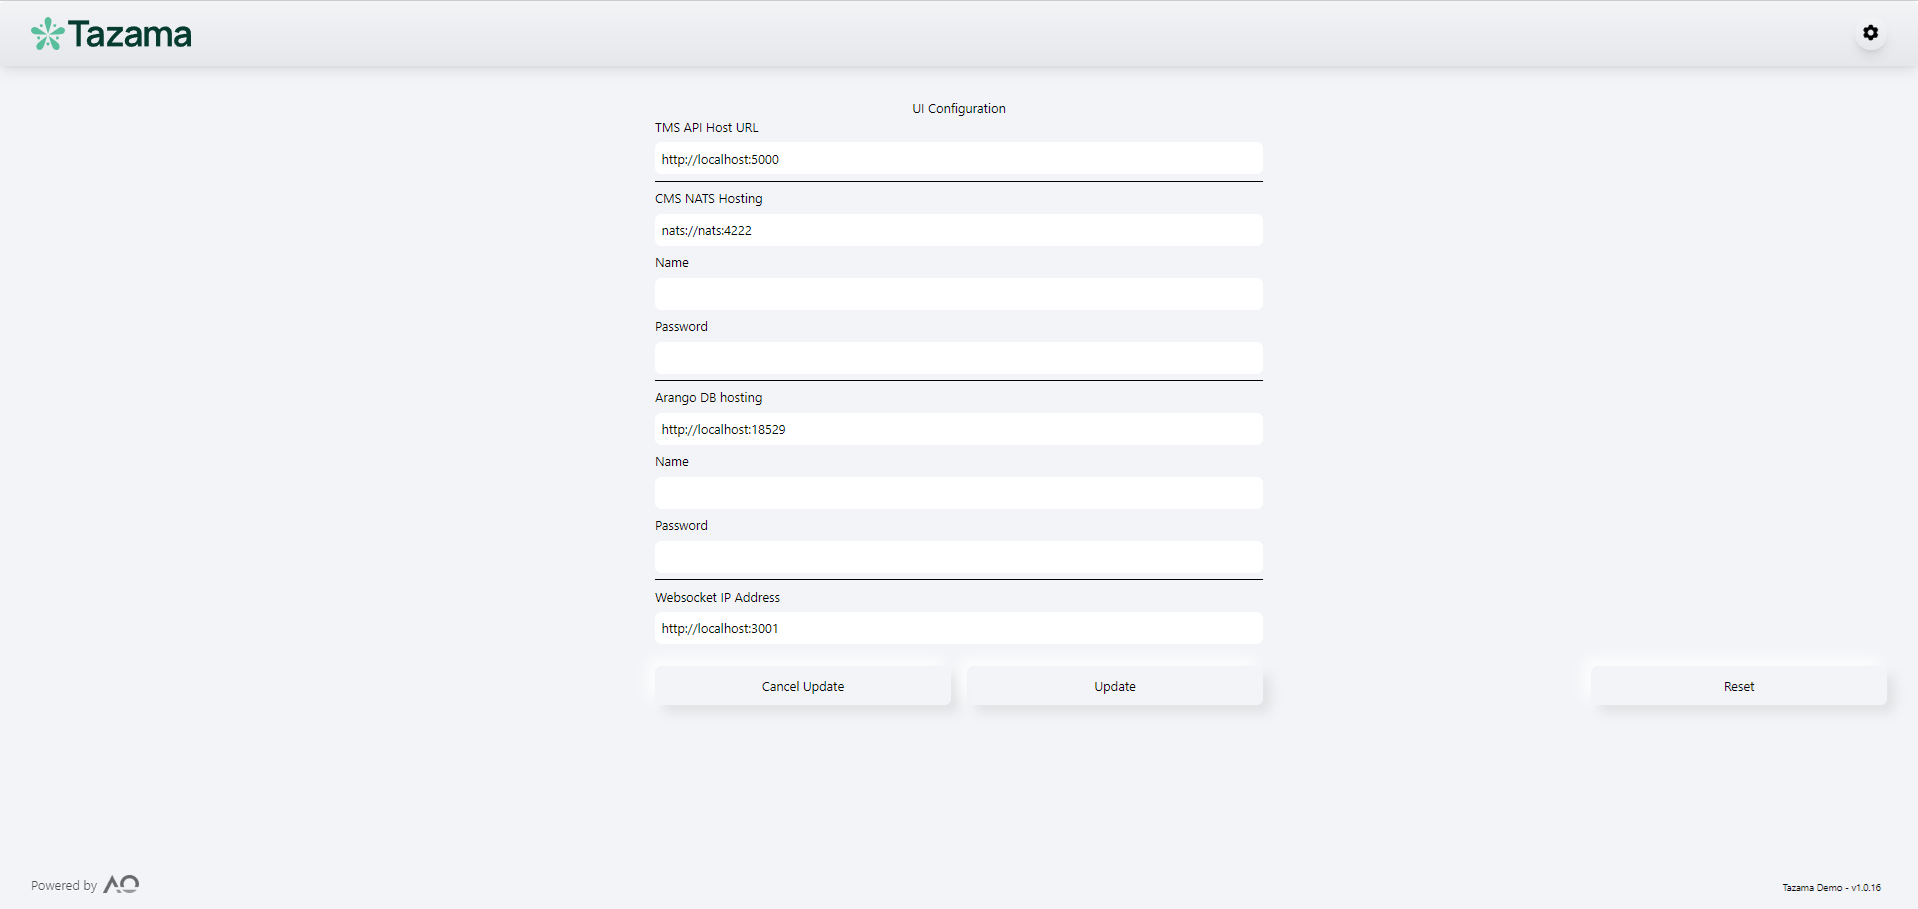 Tazama
UI Configuration
TMS API Host URL
http://localhost:5000
CMS NATS Hosting
nats://nats:4222
Name
Password
Arango DB hosting
http://localhost:18529
Name
Password
Websocket IP Address
http://localhost:3001
Cancel Update
Update
Reset
Powered by AO
Tazama Demo - v1.0.16